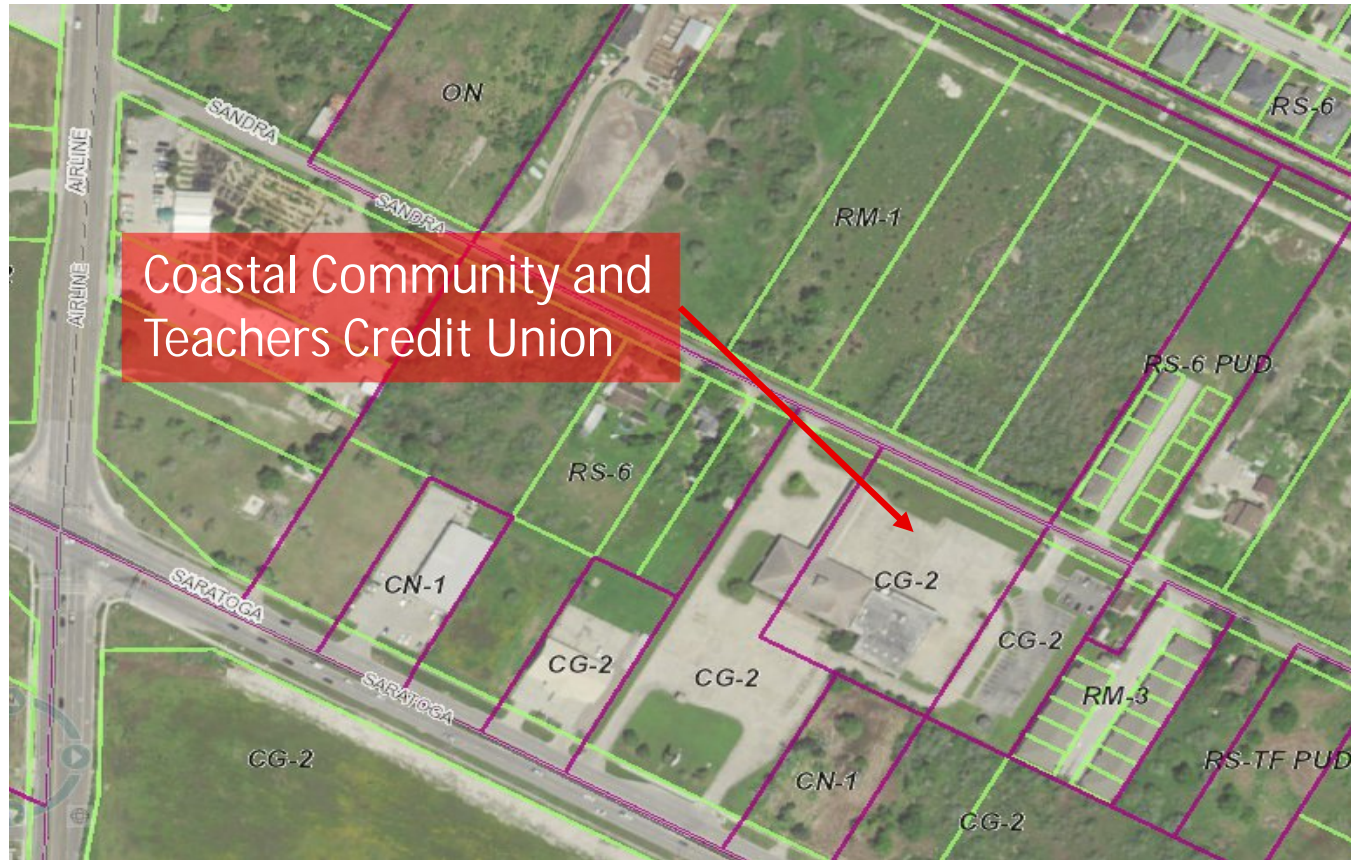 ON
RS-6
SANDRA
AIRLINE
AIRLINE
SANDRA
RM-1
Coastal Community and
Teachers Credit Union
AIRLINE
AIRLINE
RS-6 PUD
RS-6
CN-1
CG-2
SARATOGA
CG-2
CG-2
CG-2
SARATOGA
RM-3
CG-2
CN-1
RS-TF PUD
CG-2